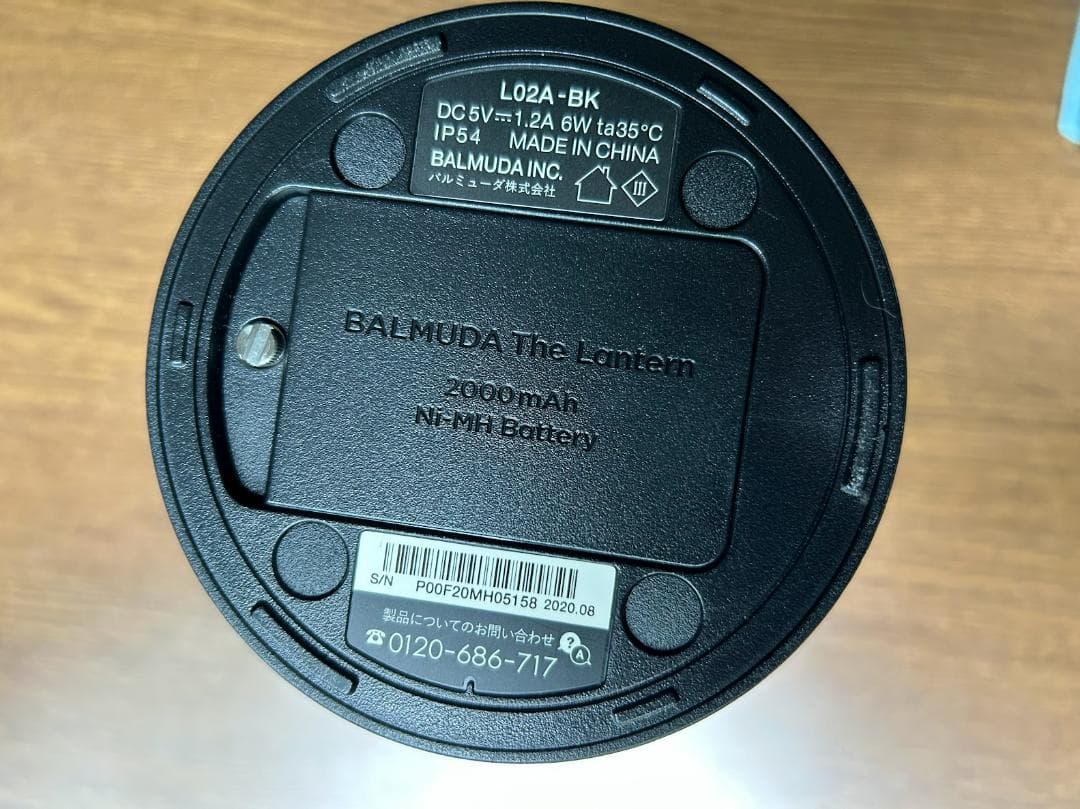 L02A-BK
DC5V⎓1.2A 6W ta35°C
IP54 MADE IN CHINA
BALMUDA INC.
バルミューダ株式会社
III
BALMUDA The Lantern
2000mAh
Ni-MH Battery
S/N P00F20MH05158 2020.08
製品についてのお問い合わせ ? A
☎0120-686-717